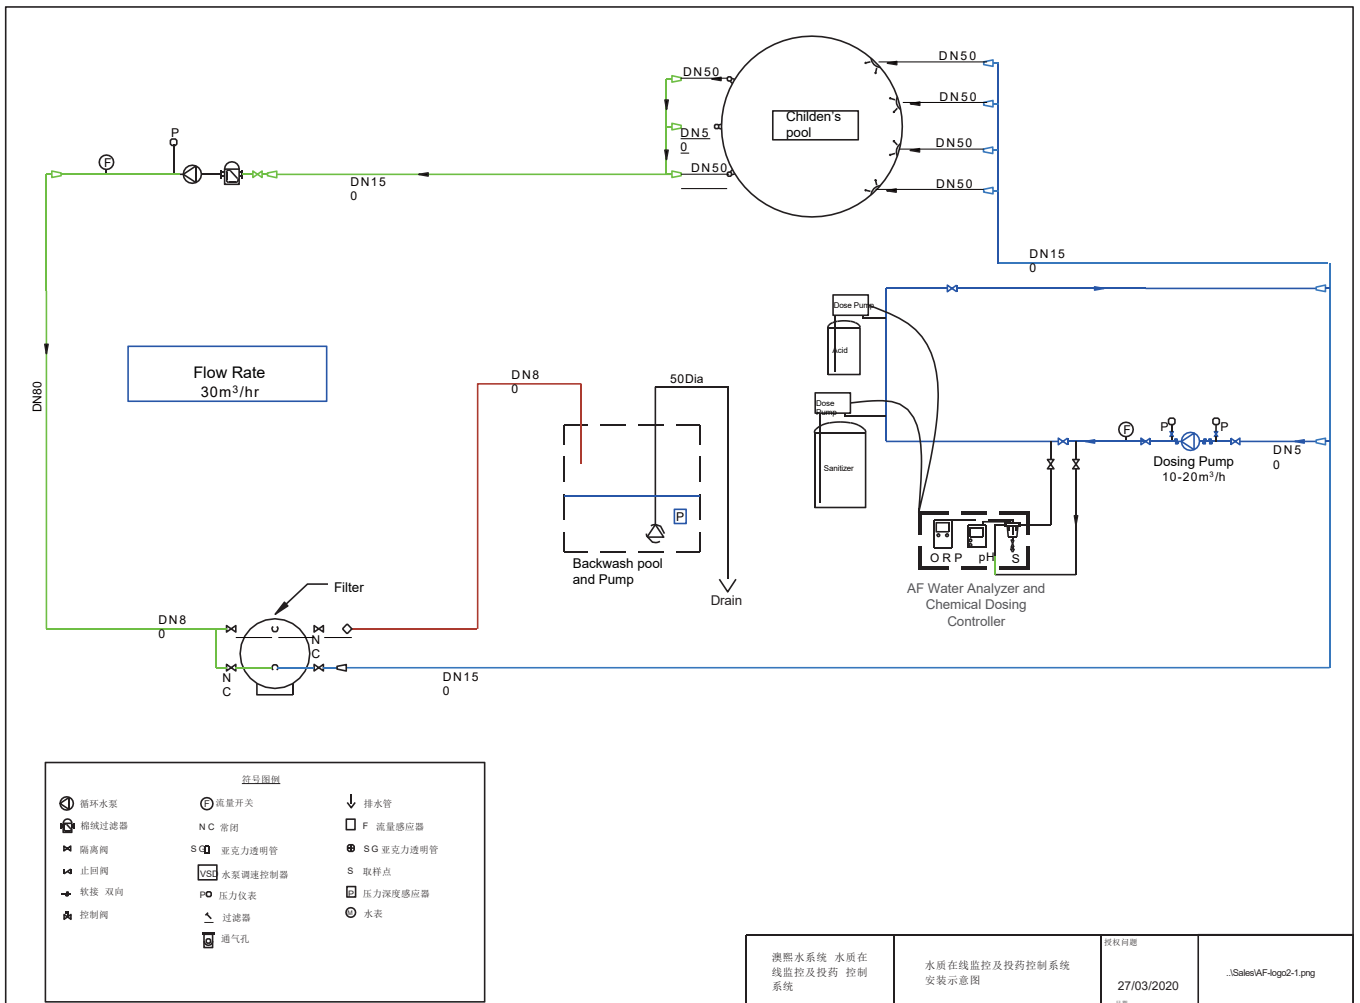 DN50
DN50
DN50
DN50
DN50
DN5
0
DN50
Childen's
pool
P
F
DN15
0
DN15
0
DN80
Flow Rate
30m³/hr
DN8
0
50Dia
Dose Pump
Acid
Dose
Pump
Sanitizer
F
P
P
Dosing Pump
10-20m³/h
DN5
0
P
Backwash pool
and Pump
Drain
ORP
pH
S
AF Water Analyzer and
Chemical Dosing
Controller
Filter
DN8
0
N
C
N
C
DN15
0
符号图例
循环水泵
F 流量开关
排水管
棉绒过滤器
NC 常闭
F 流量感应器
隔离阀
SG 亚克力透明管
SG 亚克力透明管
止回阀
VSD 水泵调速控制器
S 取样点
软接 双向
P 压力仪表
P 压力深度感应器
控制阀
过滤器
M 水表
通气孔
澳熙水系统 水质在
线监控及投药 控制
系统
水质在线监控及投药控制系统
安装示意图
授权问题
27/03/2020
..\Sales\AF-logo2-1.png